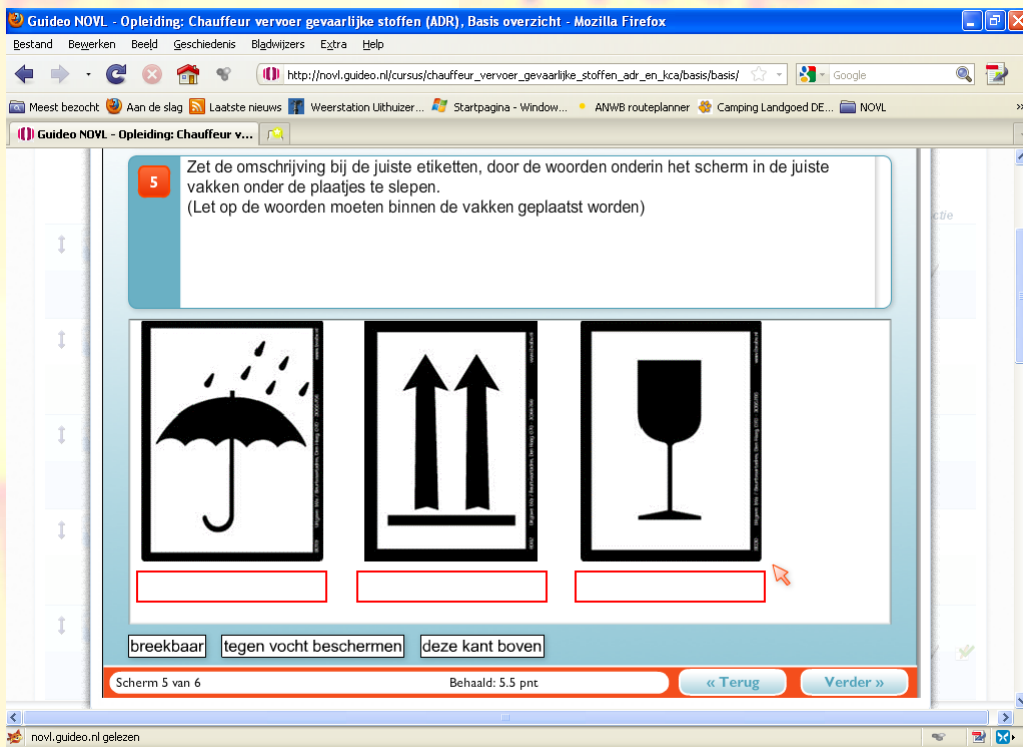 Guideo NOVL - Opleiding: Chauffeur vervoer gevaarlijke stoffen (ADR), Basis overzicht - Mozilla Firefox
Bestand Bewerken Beeld Geschiedenis Bladwijzers Extra Help
http://novl.guideo.nl/cursus/chauffeur_vervoer_gevaarlijke_stoffen_adr_en_kca/basis/basis/ Google
Meest bezocht Aan de slag Laatste nieuws Weerstation Uithuizer... Startpagina - Window... ANWB routeplanner Camping Landgoed DE... NOVL »
Guideo NOVL - Opleiding: Chauffeur v...
5
Zet de omschrijving bij de juiste etiketten, door de woorden onderin het scherm in de juiste
vakken onder de plaatjes te slepen.
(Let op de woorden moeten binnen de vakken geplaatst worden)
ctie
breekbaar tegen vocht beschermen deze kant boven
Scherm 5 van 6 Behaald: 5.5 pnt « Terug Verder »
novl.guideo.nl gelezen